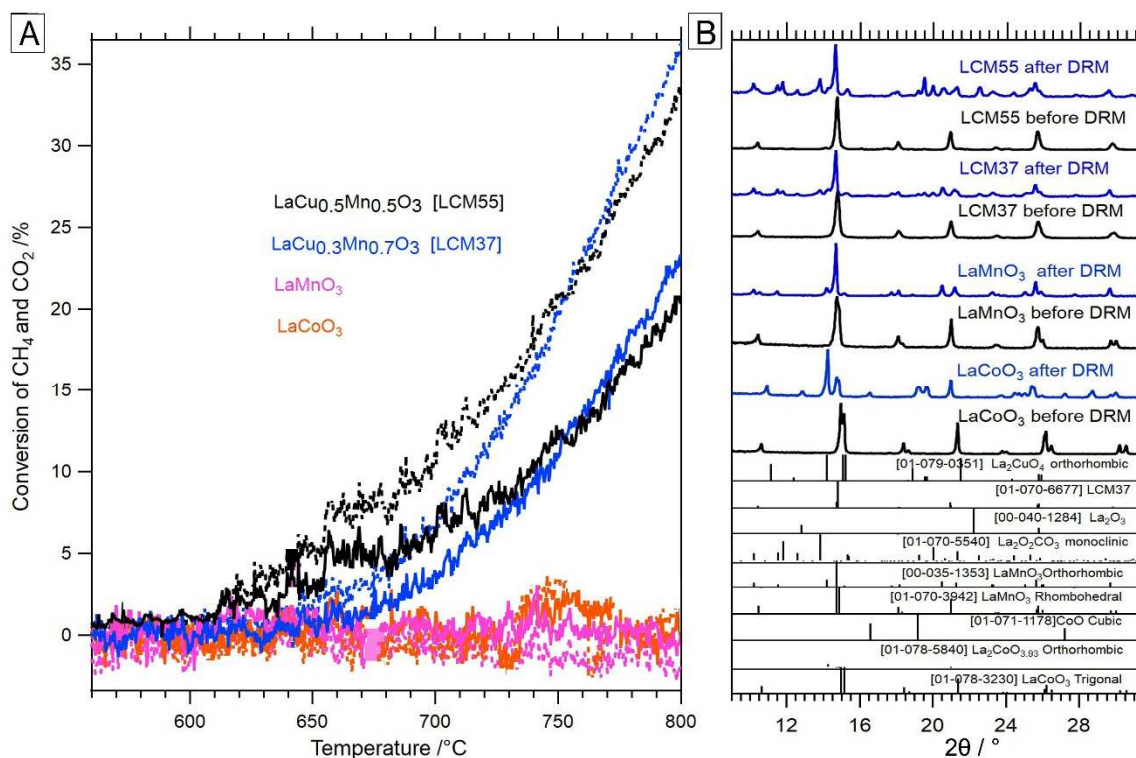 A
Conversion of CH₄ and CO₂ /%
35
30
25
20
15
10
5
0
LaCu₀.₅Mn₀.₅O₃ [LCM55]
LaCu₀.₃Mn₀.₇O₃ [LCM37]
LaMnO₃
LaCoO₃
600
650
700
750
800
Temperature /°C
B
LCM55 after DRM
LCM55 before DRM
LCM37 after DRM
LCM37 before DRM
LaMnO₃ after DRM
LaMnO₃ before DRM
LaCoO₃ after DRM
LaCoO₃ before DRM
[01-079-0351] La₂CuO₄ orthorhombic
[01-070-6677] LCM37
[00-040-1284] La₂O₃
[01-070-5540] La₂O₂CO₃ monoclinic
[00-035-1353] LaMnO₃Orthorhombic
[01-070-3942] LaMnO₃ Rhombohedral
[01-071-1178]CoO Cubic
[01-078-5840] La₂CoO₃.₉₃ Orthorhombic
[01-078-3230] LaCoO₃ Trigonal
12
16
20
24
28
2θ / °